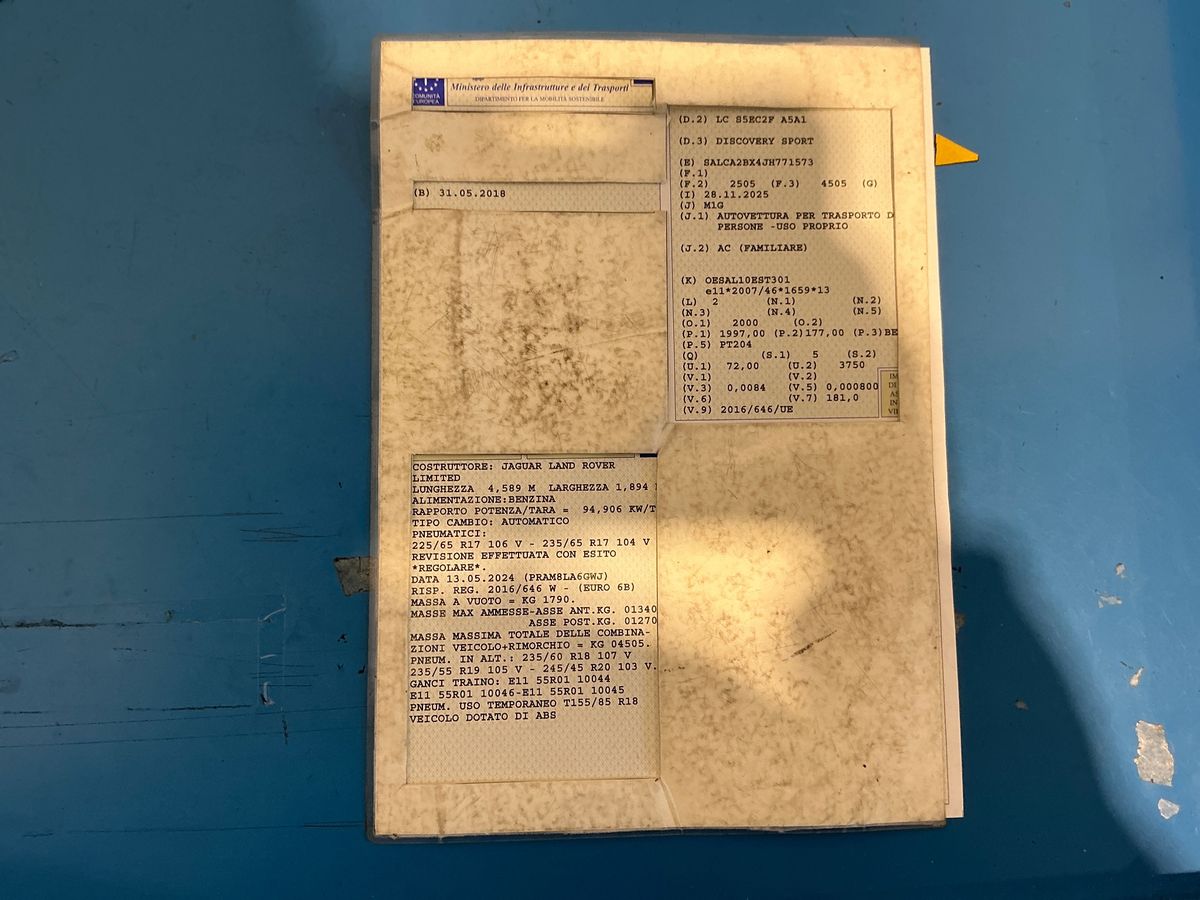 COMUNITÀ
EUROPEA
Ministero delle Infrastrutture e dei Trasporti
DIPARTIMENTO PER LA MOBILITÀ SOSTENIBILE
(B) 31.05.2018
(D.2) LC S5EC2F A5A1
(D.3) DISCOVERY SPORT
(E) SALCA2BX4JH771573
(F.1)
(F.2) 2505 (F.3) 4505 (G)
(I) 28.11.2025
(J) M1G
(J.1) AUTOVETTURA PER TRASPORTO D
PERSONE -USO PROPRIO
(J.2) AC (FAMILIARE)
(K) OESAL10EST301
e11*2007/46*1659*13
(L) 2 (N.1) (N.2)
(N.3) (N.4) (N.5)
(O.1) 2000 (O.2)
(P.1) 1997,00 (P.2)177,00 (P.3)BE
(P.5) PT204
(Q) (S.1) 5 (S.2)
(U.1) 72,00 (U.2) 3750
(V.1) (V.2)
(V.3) 0,0084 (V.5) 0,000800
(V.6) (V.7) 181,0
(V.9) 2016/646/UE
IM
DI
AS
IN
VII
COSTRUTTORE: JAGUAR LAND ROVER
LIMITED
LUNGHEZZA 4,589 M LARGHEZZA 1,894
ALIMENTAZIONE:BENZINA
RAPPORTO POTENZA/TARA = 94,906 KW/T
TIPO CAMBIO: AUTOMATICO
PNEUMATICI:
225/65 R17 106 V - 235/65 R17 104 V
REVISIONE EFFETTUATA CON ESITO
*REGOLARE*.
DATA 13.05.2024 (PRAM8LA6GWJ)
RISP. REG. 2016/646 W - (EURO 6B)
MASSA A VUOTO = KG 1790.
MASSE MAX AMMESSE-ASSE ANT.KG. 01340
ASSE POST.KG. 01270
MASSA MASSIMA TOTALE DELLE COMBINA-
ZIONI VEICOLO+RIMORCHIO = KG 04505.
PNEUM. IN ALT.: 235/60 R18 107 V
235/55 R19 105 V - 245/45 R20 103 V.
GANCI TRAINO: E11 55R01 10044
E11 55R01 10046-E11 55R01 10045
PNEUM. USO TEMPORANEO T155/85 R18
VEICOLO DOTATO DI ABS